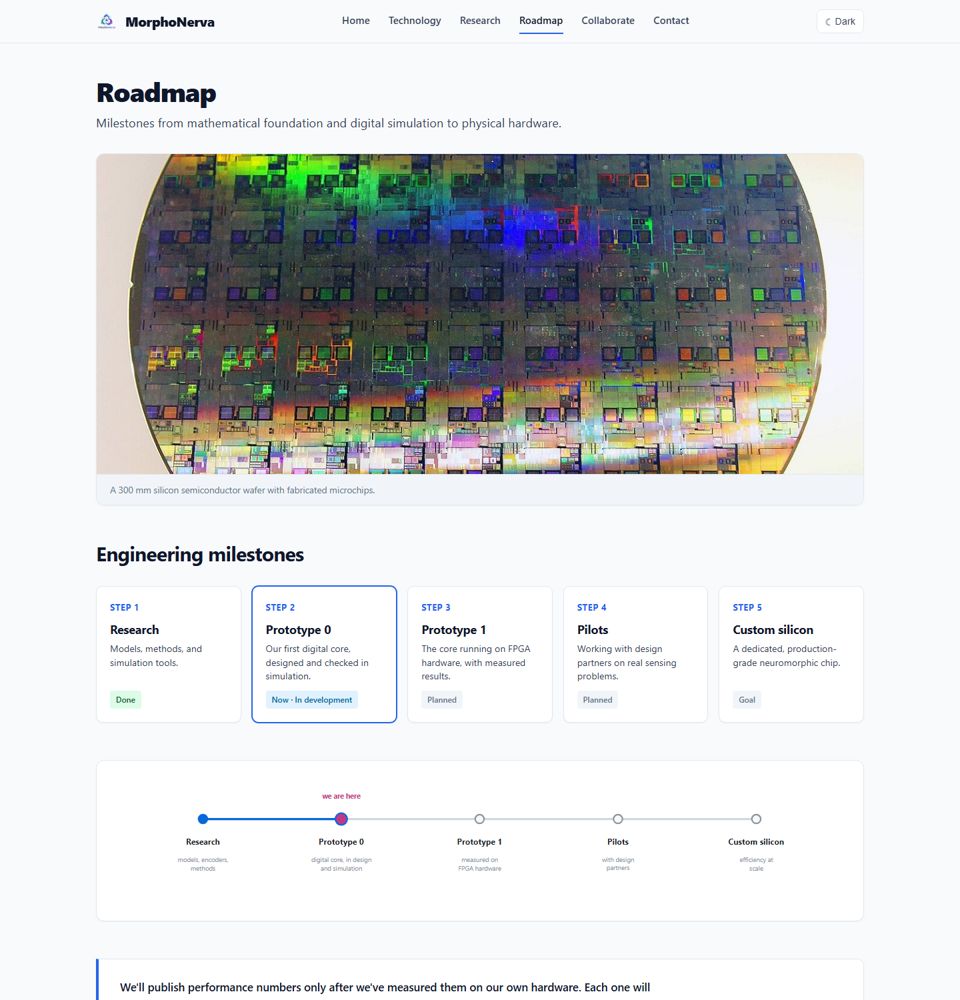 MorphoNerva
Home Technology Research Roadmap Collaborate Contact
☾ Dark
Roadmap
Milestones from mathematical foundation and digital simulation to physical hardware.
A 300 mm silicon semiconductor wafer with fabricated microchips.
Engineering milestones
STEP 1
Research
Models, methods, and
simulation tools.
Done
STEP 2
Prototype 0
Our first digital core,
designed and checked in
simulation.
Now · In development
STEP 3
Prototype 1
The core running on FPGA
hardware, with measured
results.
Planned
STEP 4
Pilots
Working with design
partners on real sensing
problems.
Planned
STEP 5
Custom silicon
A dedicated, production-
grade neuromorphic chip.
Goal
we are here
Research
models, encoders,
methods
Prototype 0
digital core, in design
and simulation
Prototype 1
measured on
FPGA hardware
Pilots
with design
partners
Custom silicon
efficiency at
scale
We'll publish performance numbers only after we've measured them on our own hardware. Each one will